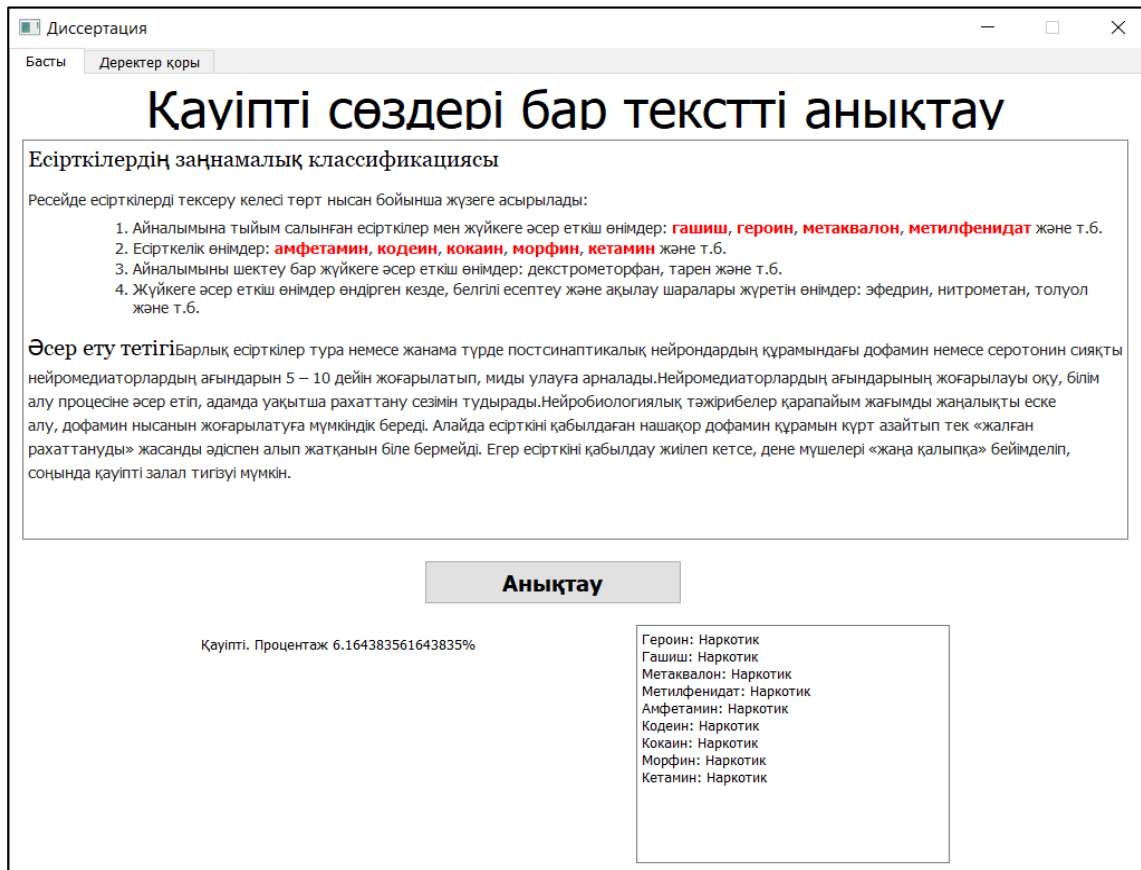 Диссертация
Басты Деректер қоры
Қауіпті сөздері бар текстті анықтау
Есірткілердің заңнамалық классификациясы
Ресейде есірткілерді тексеру келесі төрт нысан бойынша жүзеге асырылады:
1. Айналымына тыйым салынған есірткілер мен жүйкеге әсер еткіш өнімдер: гашиш, героин, метаквалон, метилфенидат және т.б.
2. Есірткелік өнімдер: амфетамин, кодеин, кокаин, морфин, кетамин және т.б.
3. Айналымыны шектеу бар жүйкеге әсер еткіш өнімдер: декстрометорфан, тарен және т.б.
4. Жүйкеге әсер еткіш өнімдер өндірген кезде, белгілі есептеу және ақылау шаралары жүретін өнімдер: эфедрин, нитрометан, толуол
және т.б.
Әсер ету тетігіБарлық есірткілер тура немесе жанама түрде постсинаптикалық нейрондардың құрамындағы дофамин немесе серотонин сияқты
нейромедиаторлардың ағындарын 5 – 10 дейін жоғарылатып, миды улауға арналады.Нейромедиаторлардың ағындарының жоғарылауы оқу, білім
алу процесіне әсер етіп, адамда уақытша рахаттану сезімін тудырады.Нейробиологиялық тәжірибелер қарапайым жағымды жаңалықты еске
алу, дофамин нысанын жоғарылатуға мүмкіндік береді. Алайда есірткіні қабылдаған нашақор дофамин құрамын күрт азайтып тек «жалған
рахаттануды» жасанды әдіспен алып жатқанын біле бермейді. Егер есірткіні қабылдау жиілеп кетсе, дене мүшелері «жаңа қалыпқа» бейімделіп,
соңында қауіпті залал тигізуі мүмкін.
Анықтау
Қауіпті. Процентаж 6.164383561643835%
Героин: Наркотик
Гашиш: Наркотик
Метаквалон: Наркотик
Метилфенидат: Наркотик
Амфетамин: Наркотик
Кодеин: Наркотик
Кокаин: Наркотик
Морфин: Наркотик
Кетамин: Наркотик